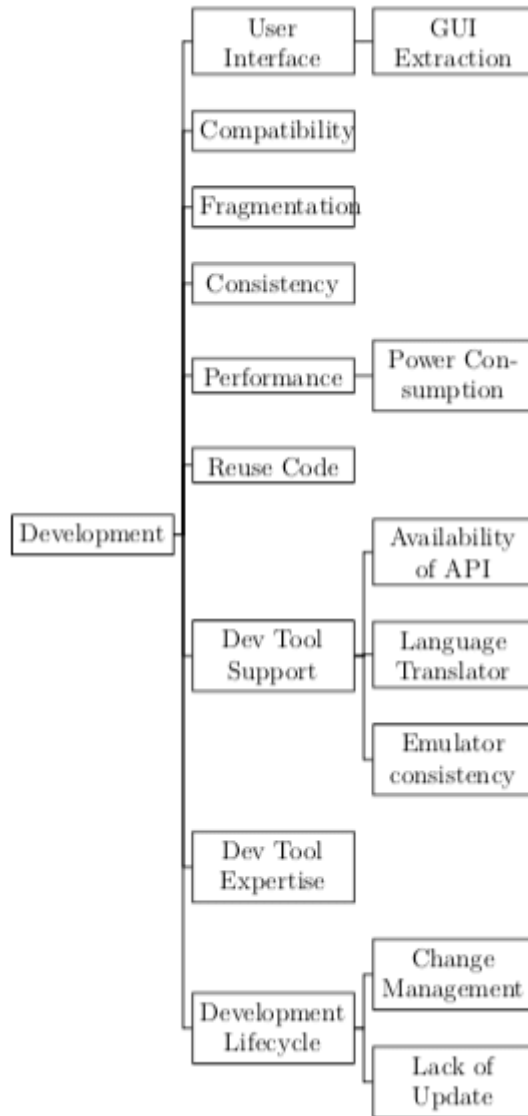 User
Interface
GUI
Extraction
Compatibility
Fragmentation
Consistency
Performance
Power Con-
sumption
Reuse Code
Development
Availability
of API
Dev Tool
Support
Language
Translator
Emulator
consistency
Dev Tool
Expertise
Development
Lifecycle
Change
Management
Lack of
Update